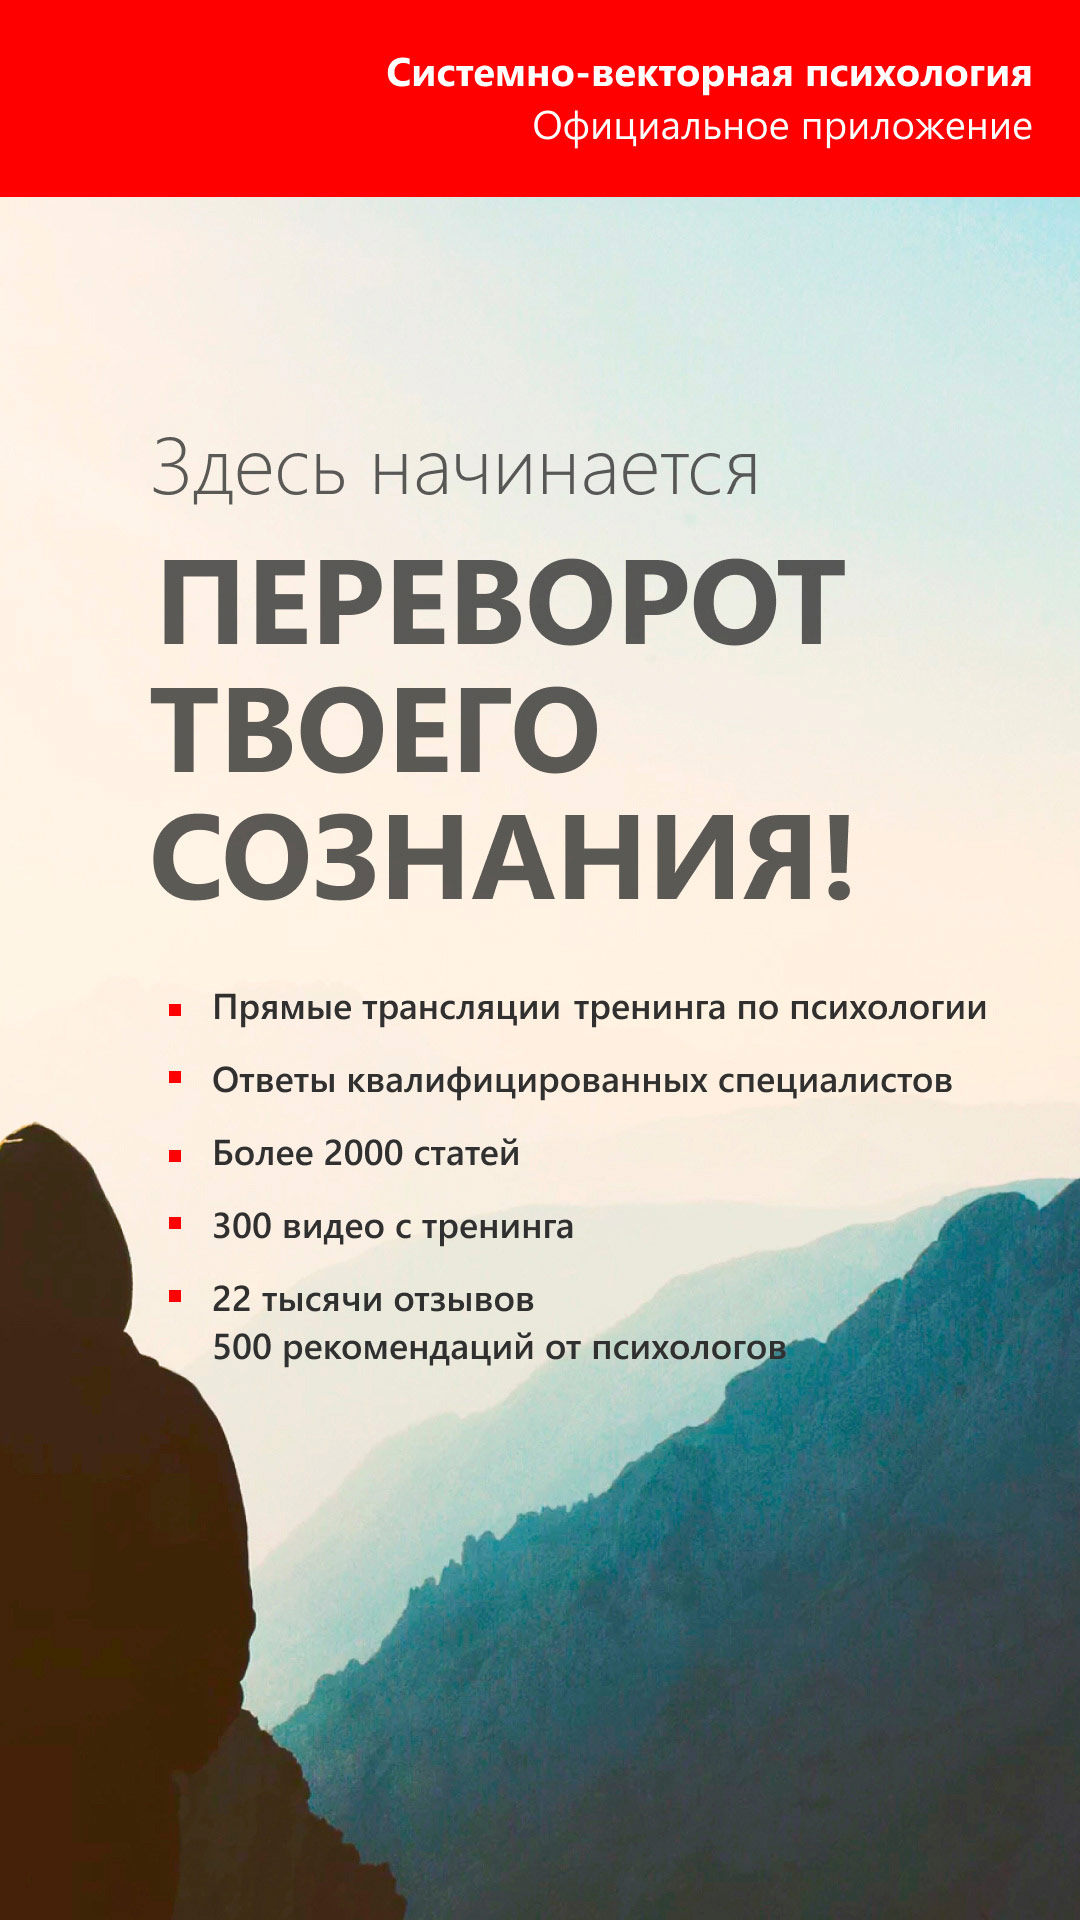 Системно-векторная психология
Официальное приложение
Здесь начинается
ПЕРЕВОРОТ
ТВОЕГО
СОЗНАНИЯ!
Прямые трансляции тренинга по психологии
Ответы квалифицированных специалистов
Более 2000 статей
300 видео с тренинга
22 тысячи отзывов
500 рекомендаций от психологов